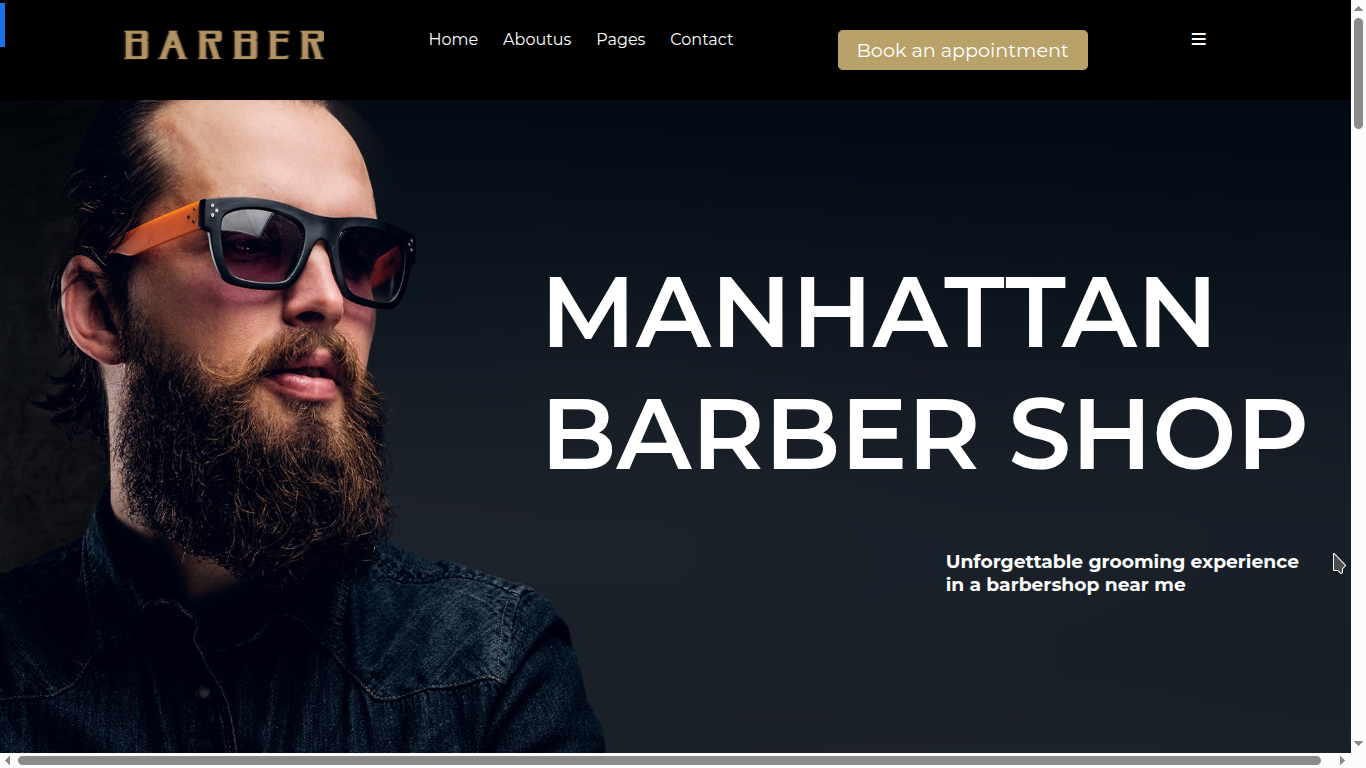 BARBER
Home Aboutus Pages Contact
Book an appointment
MANHATTAN
BARBER SHOP
Unforgettable grooming experience
in a barbershop near me